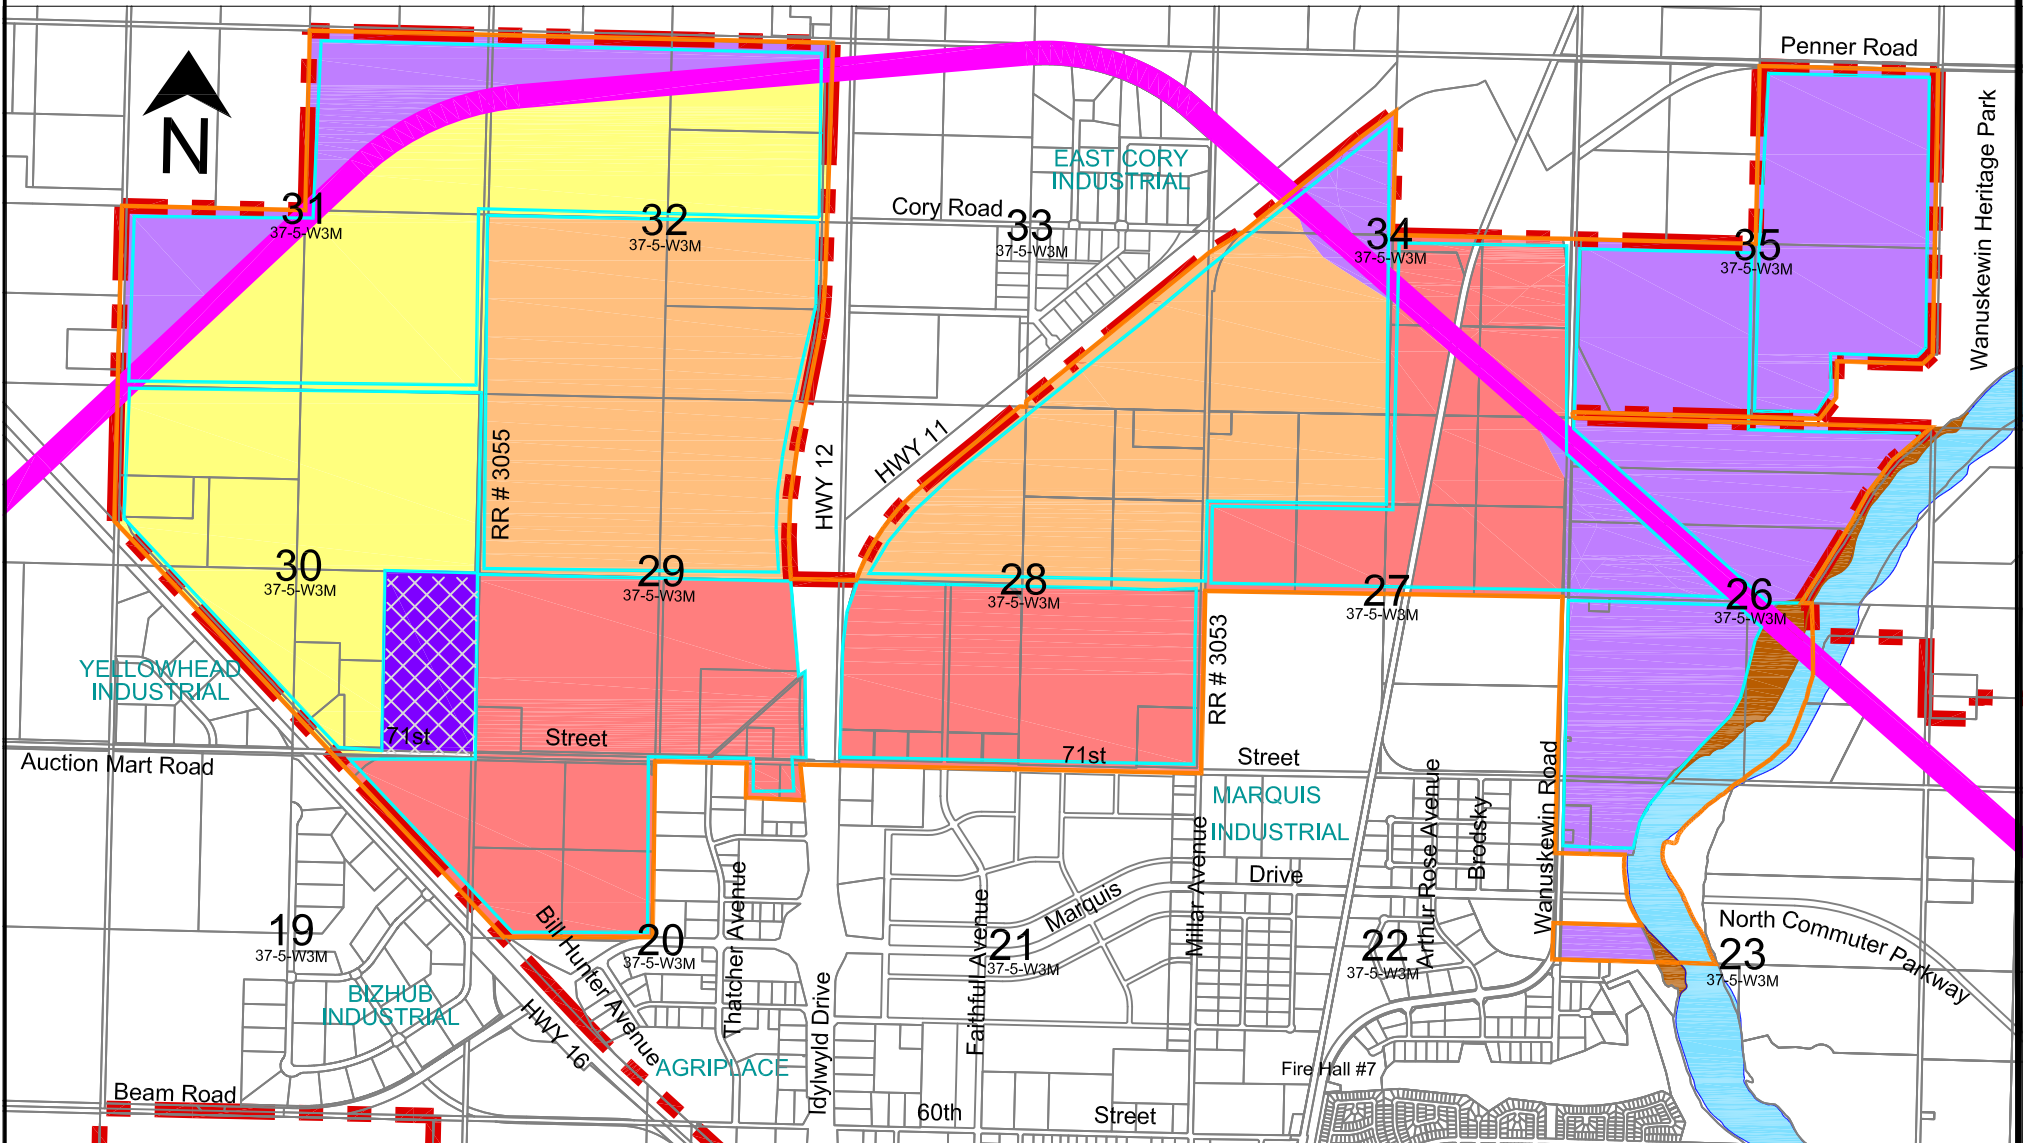 Penner Road
Wanuskewin Heritage Park
N
EAST CORY
INDUSTRIAL
Cory Road
31
37-5-W3M
32
37-5-W3M
33
37-5-W3M
34
37-5-W3M
35
37-5-W3M
RR # 3055
HWY 12
HWY 11
30
37-5-W3M
29
37-5-W3M
28
37-5-W3M
27
37-5-W3M
26
37-5-W3M
RR # 3053
YELLOWHEAD
INDUSTRIAL
Auction Mart Road
71st
Street
71st
Street
MARQUIS
INDUSTRIAL
Millar Avenue
Drive
Marquis
Arthur Rose Avenue
Brodsky
Wanuskewin Road
North Commuter Parkway
19
37-5-W3M
20
37-5-W3M
21
37-5-W3M
22
37-5-W3M
23
37-5-W3M
Bill Hunter Avenue
Thatcher Avenue
Idylwyld Drive
Faithfull Avenue
BIZHUB
INDUSTRIAL
HWY 16
AGRIPLACE
Fire Hall #7
Beam Road
60th
Street